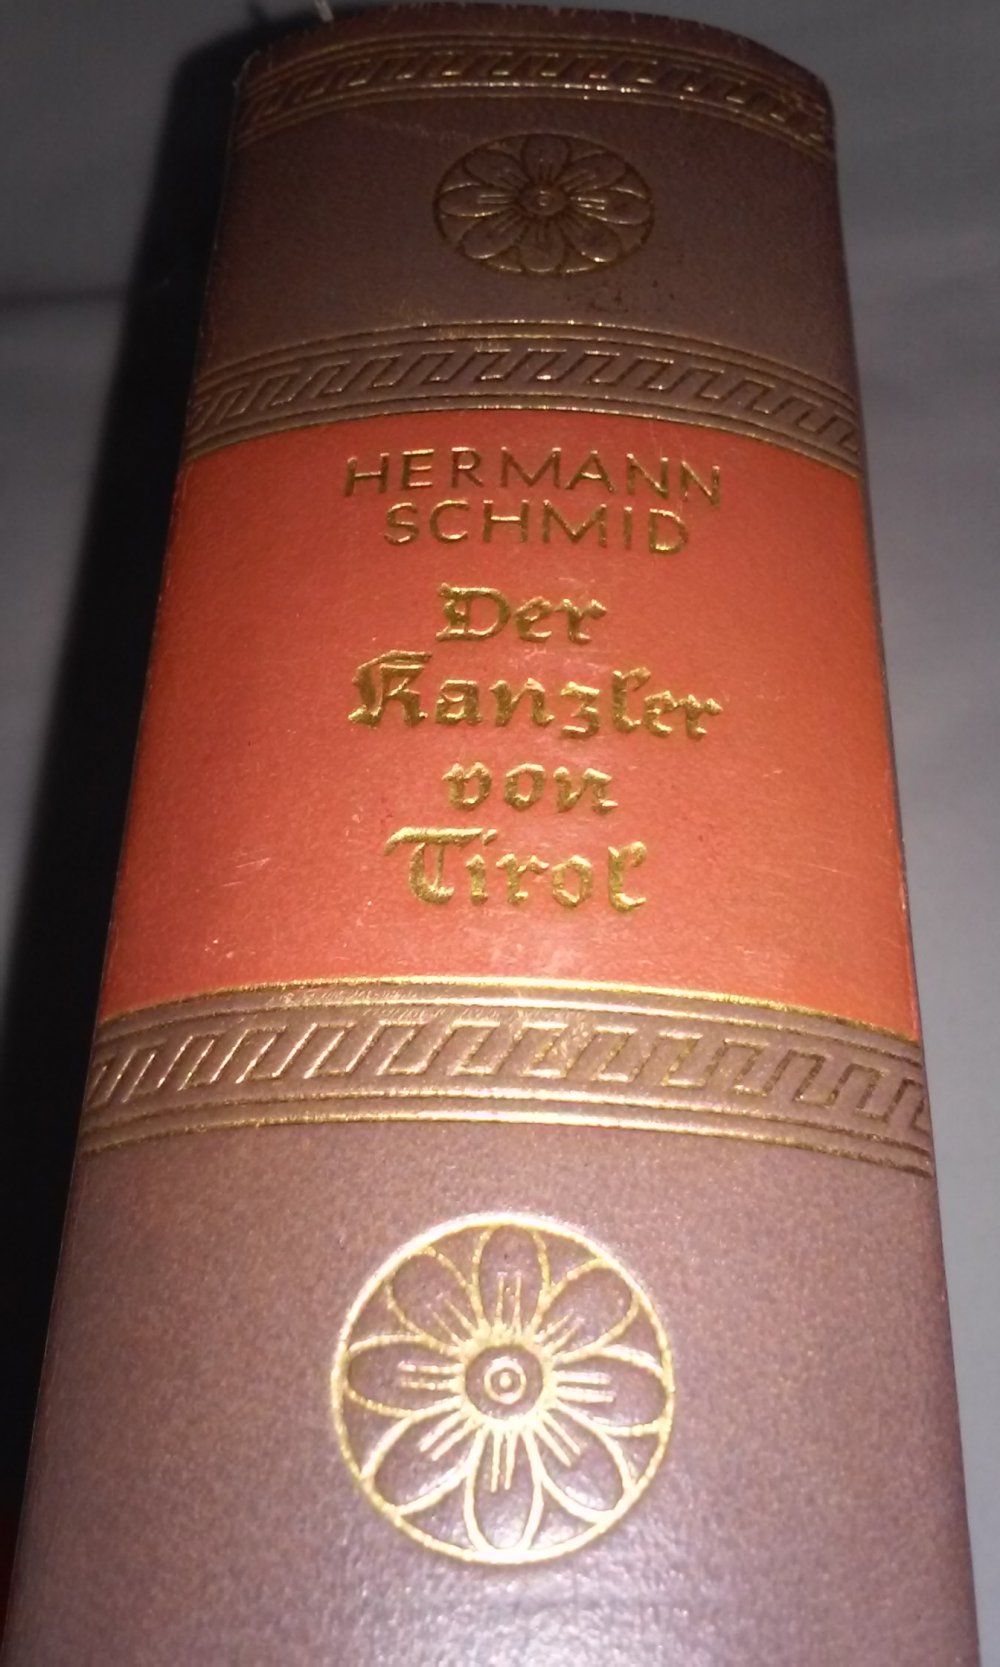 HERMANN
SCHMID
Der
Kanzler
von
Tirol